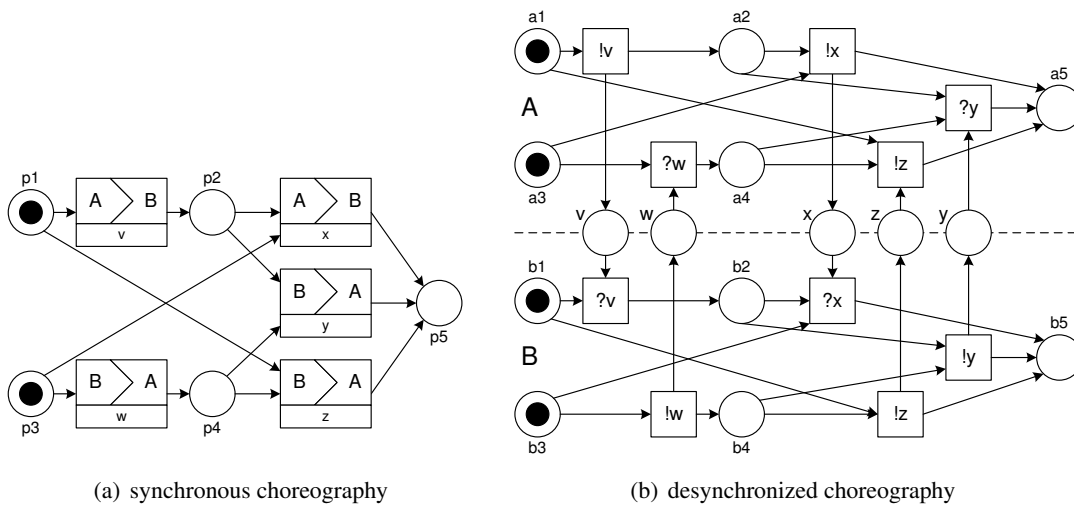 p1
A
B
v
p2
A
B
x
B
A
y
p5
p3
B
A
w
p4
B
A
z
(a) synchronous choreography
a1
!v
a2
!x
a5
A
?y
a3
?w
a4
!z
v
w
x
z
y
b1
?v
b2
?x
b5
B
!y
b3
!w
b4
!z
(b) desynchronized choreography